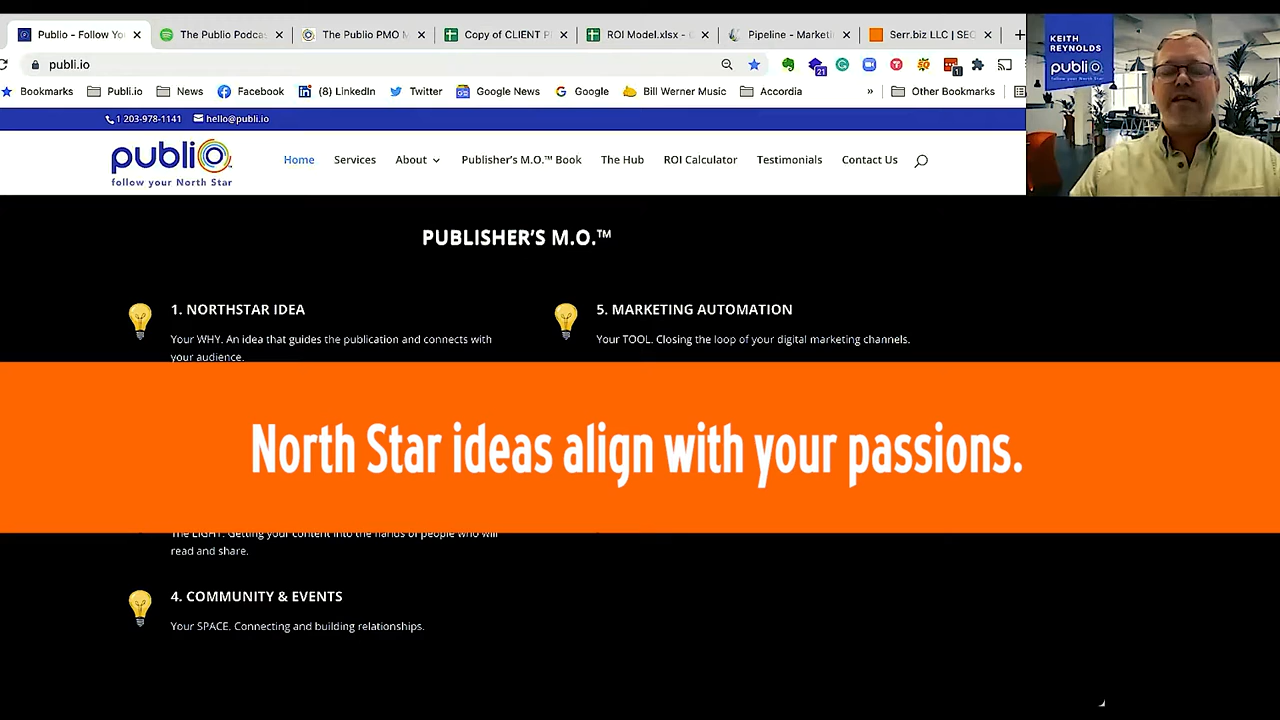 Publio - Follow Yo
The Publio Podcas
The Publio PMO M
Copy of CLIENT P
ROI Model.xlsx - G
Pipeline - Marketi
Serr.biz LLC | SEO
publi.io
21
1
Bookmarks
Publi.io
News
Facebook
(8) LinkedIn
Twitter
Google News
Google
Bill Werner Music
Accordia
»
Other Bookmarks
KEITH
REYNOLDS
publio
follow your North Star
1 203-978-1141
hello@publi.io
publio
follow your North Star
Home
Services
About
Publisher's M.O.™ Book
The Hub
ROI Calculator
Testimonials
Contact Us
PUBLISHER'S M.O.™
1. NORTHSTAR IDEA
Your WHY. An idea that guides the publication and connects with
your audience.
5. MARKETING AUTOMATION
Your TOOL. Closing the loop of your digital marketing channels.
North Star ideas align with your passions.
The LIGHT. Getting your content into the hands of people who will
read and share.
4. COMMUNITY & EVENTS
Your SPACE. Connecting and building relationships.